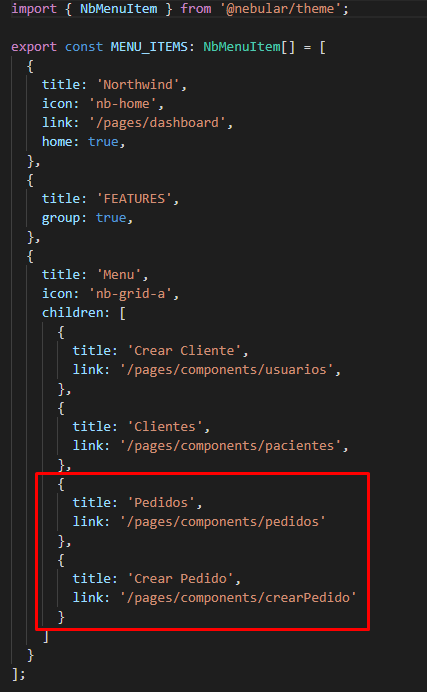 import { NbMenuItem } from '@nebular/theme';
export const MENU_ITEMS: NbMenuItem[] = [
{
title: 'Northwind',
icon: 'nb-home',
link: '/pages/dashboard',
home: true,
},
{
title: 'FEATURES',
group: true,
},
{
title: 'Menu',
icon: 'nb-grid-a',
children: [
{
title: 'Crear Cliente',
link: '/pages/components/usuarios',
},
{
title: 'Clientes',
link: '/pages/components/pacientes',
},
{
title: 'Pedidos',
link: '/pages/components/pedidos'
},
{
title: 'Crear Pedido',
link: '/pages/components/crearPedido'
}
]
}
];